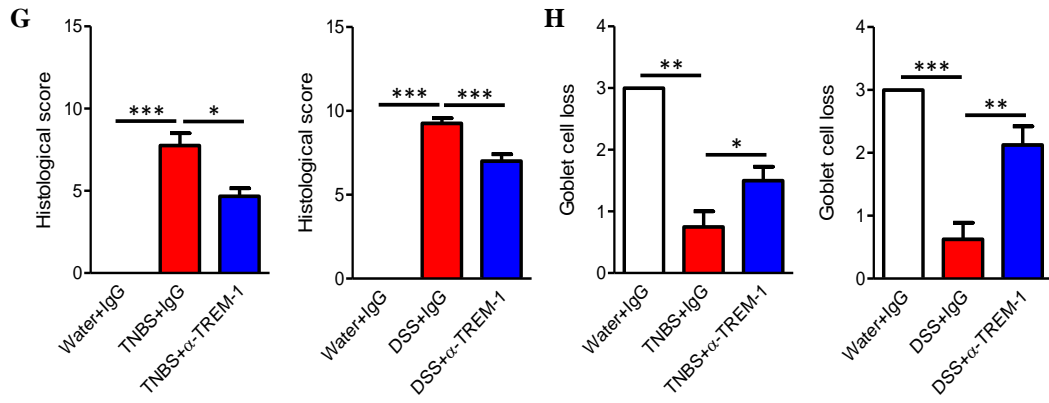 G
15
10
5
0
Histological score
***
*
Water+IgG
TNBS+IgG
TNBS+α-TREM-1
15
10
5
0
Histological score
***
***
Water+IgG
DSS+IgG
DSS+α-TREM-1
H
4
3
2
1
0
Goblet cell loss
**
*
Water+IgG
TNBS+IgG
TNBS+α-TREM-1
4
3
2
1
0
Goblet cell loss
***
**
Water+IgG
DSS+IgG
DSS+α-TREM-1